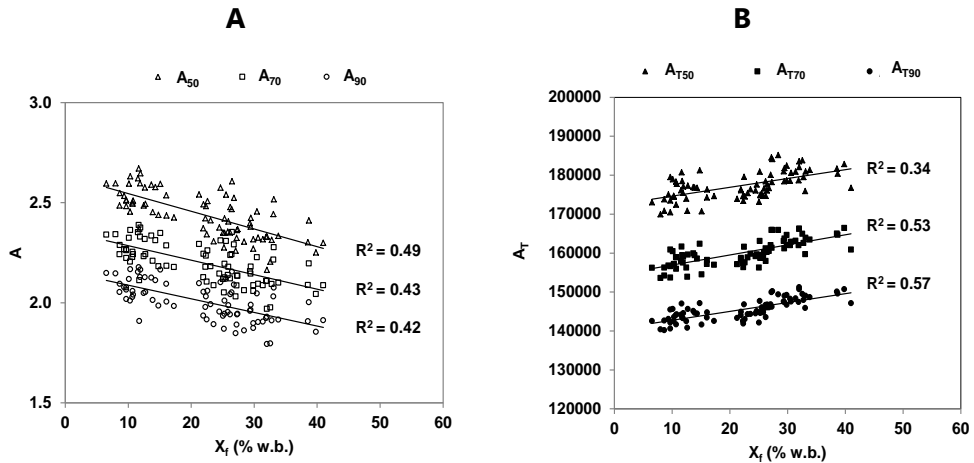 A
A50 A70 A90
3.0
2.5
2.0
1.5
A
R² = 0.49
R² = 0.43
R² = 0.42
0 10 20 30 40 50 60
Xf (% w.b.)
B
AT50 AT70 AT90
200000
190000
180000
170000
160000
150000
140000
130000
120000
AT
R² = 0.34
R² = 0.53
R² = 0.57
0 10 20 30 40 50 60
Xf (% w.b.)